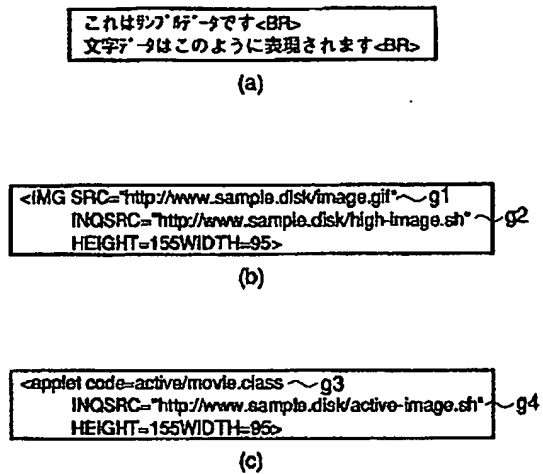 これはｻﾝﾌﾟﾙﾃﾞｰﾀです<BR>
文字ﾃﾞｰﾀはこのように表現されます<BR>
(a)
<IMG SRC="http://www.sample.disk/image.gif" g1
INQSRC="http://www.sample.disk/high-image.sh" g2
HEIGHT=155WIDTH=95>
(b)
<applet code=active/movie.class g3
INQSRC="http://www.sample.disk/active-image.sh" g4
HEIGHT=155WIDTH=95>
(c)